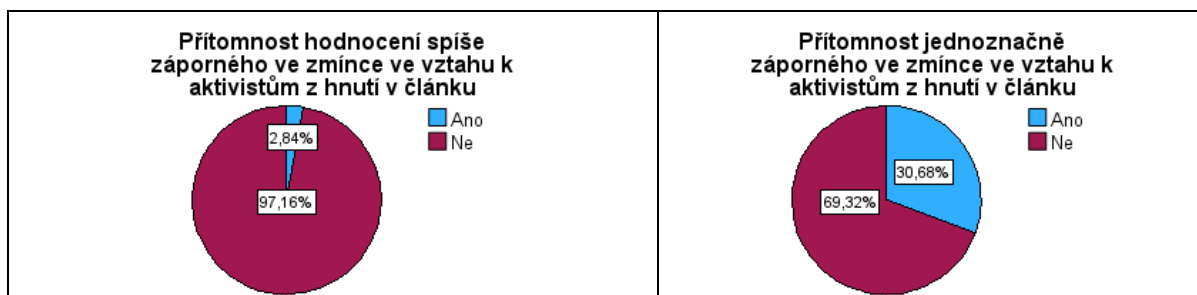 Přítomnost hodnocení spíše
záporného ve zmínce ve vztahu k
aktivistům z hnutí v článku
Ano
Ne
2,84%
97,16%
Přítomnost jednoznačně
záporného ve zmínce ve vztahu k
aktivistům z hnutí v článku
Ano
Ne
30,68%
69,32%